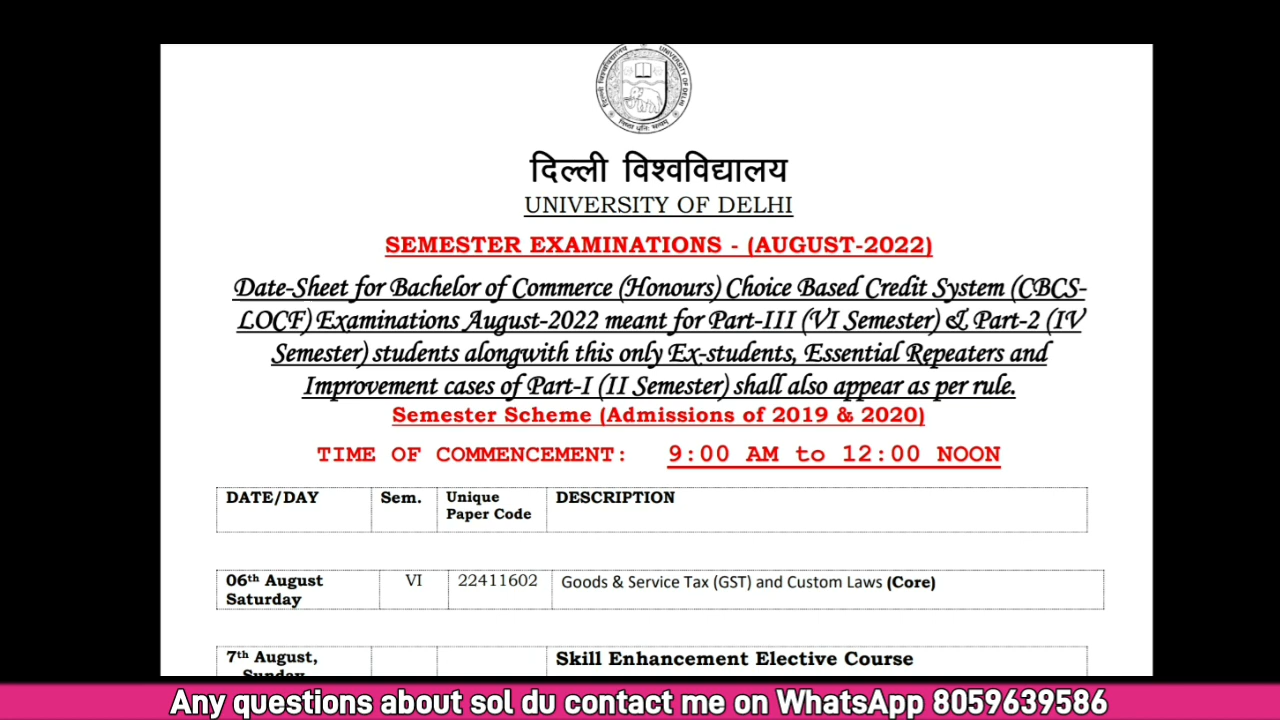 दिल्ली विश्वविद्यालय
UNIVERSITY OF DELHI
SEMESTER EXAMINATIONS - (AUGUST-2022)
Date-Sheet for Bachelor of Commerce (Honours) Choice Based Credit System (CBCS-
LOCF) Examinations August-2022 meant for Part-III (VI Semester) & Part-2 (IV
Semester) students alongwith this only Ex-students, Essential Repeaters and
Improvement cases of Part-I (II Semester) shall also appear as per rule.
Semester Scheme (Admissions of 2019 & 2020)
TIME OF COMMENCEMENT: 9:00 AM to 12:00 NOON
DATE/DAY Sem. Unique DESCRIPTION
Paper Code
06th August VI 22411602 Goods & Service Tax (GST) and Custom Laws (Core)
Saturday
7th August, Skill Enhancement Elective Course
Sunday
Any questions about sol du contact me on WhatsApp 8059639586